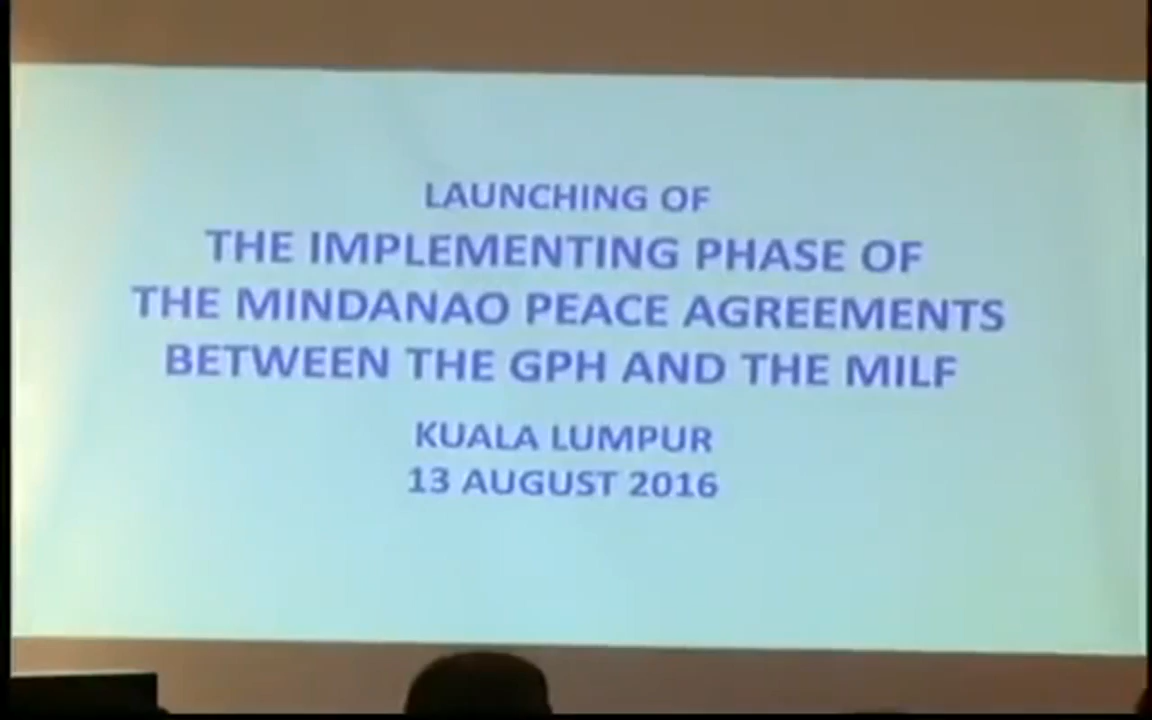 LAUNCHING OF
THE IMPLEMENTING PHASE OF
THE MINDANAO PEACE AGREEMENTS
BETWEEN THE GPH AND THE MILF
KUALA LUMPUR
13 AUGUST 2016